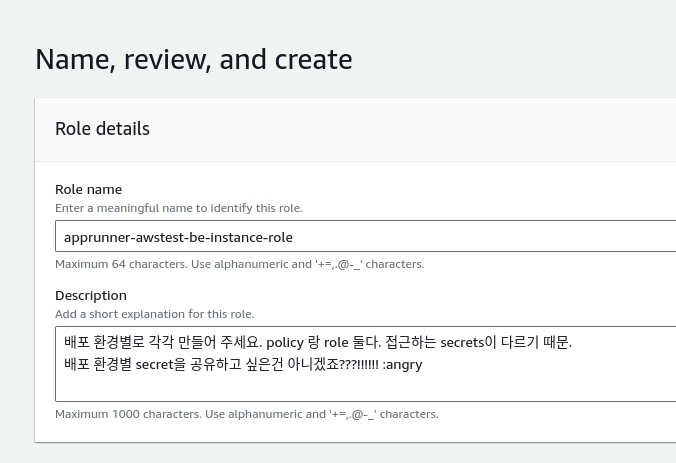 Name, review, and create
Role details
Role name
Enter a meaningful name to identify this role.
apprunner-awstest-be-instance-role
Maximum 64 characters. Use alphanumeric and '+=,.@-_' characters.
Description
Add a short explanation for this role.
배포 환경별로 각각 만들어 주세요. policy 랑 role 둘다. 접근하는 secrets이 다르기 때문.
배포 환경별 secret을 공유하고 싶은건 아니겠죠???!!!!!! :angry
Maximum 1000 characters. Use alphanumeric and '+=,.@-_' characters.